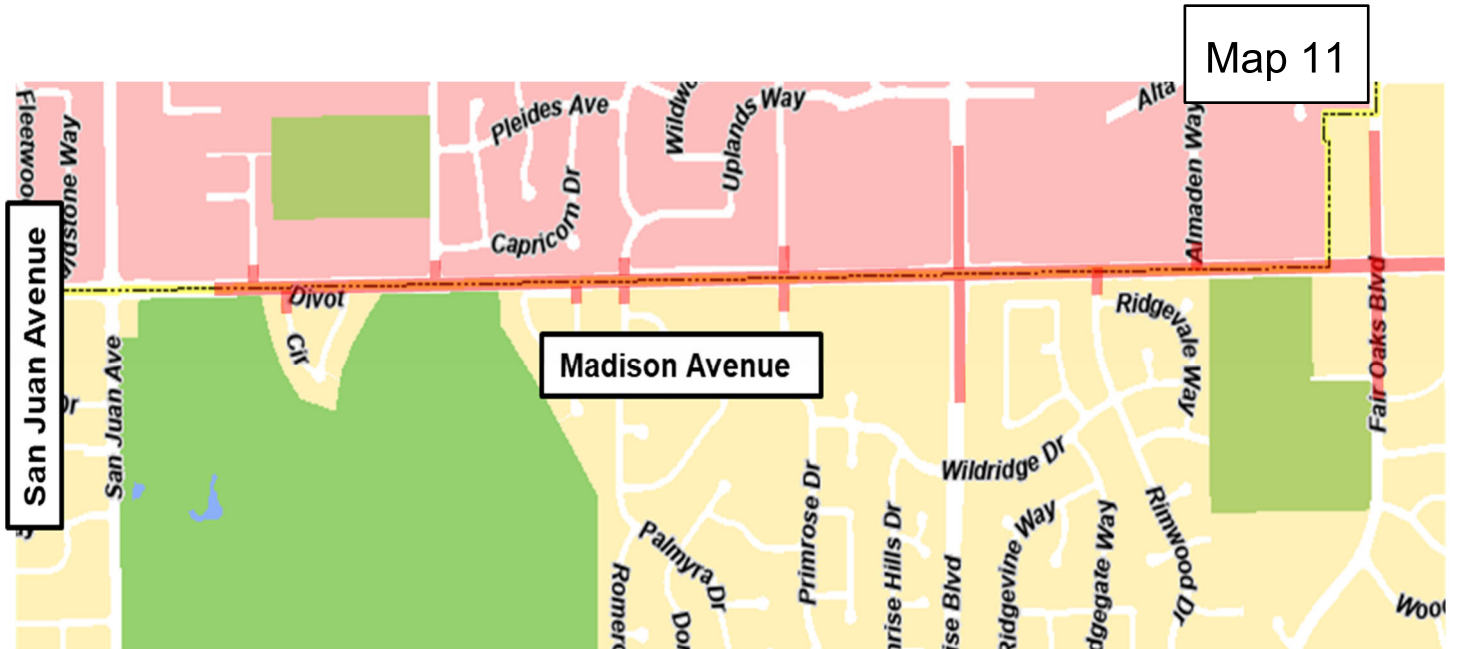 Map 11
Pleides Ave
Uplands Way
Alta
Almaden Way
Capricorn Dr
San Juan Avenue
Divot
Cir
Madison Avenue
Ridgevale Way
San Juan Ave
Fair Oaks Blvd
Wildridge Dr
Primrose Dr
Palmyra Dr
Ridgevine Way
Rimwood Dr